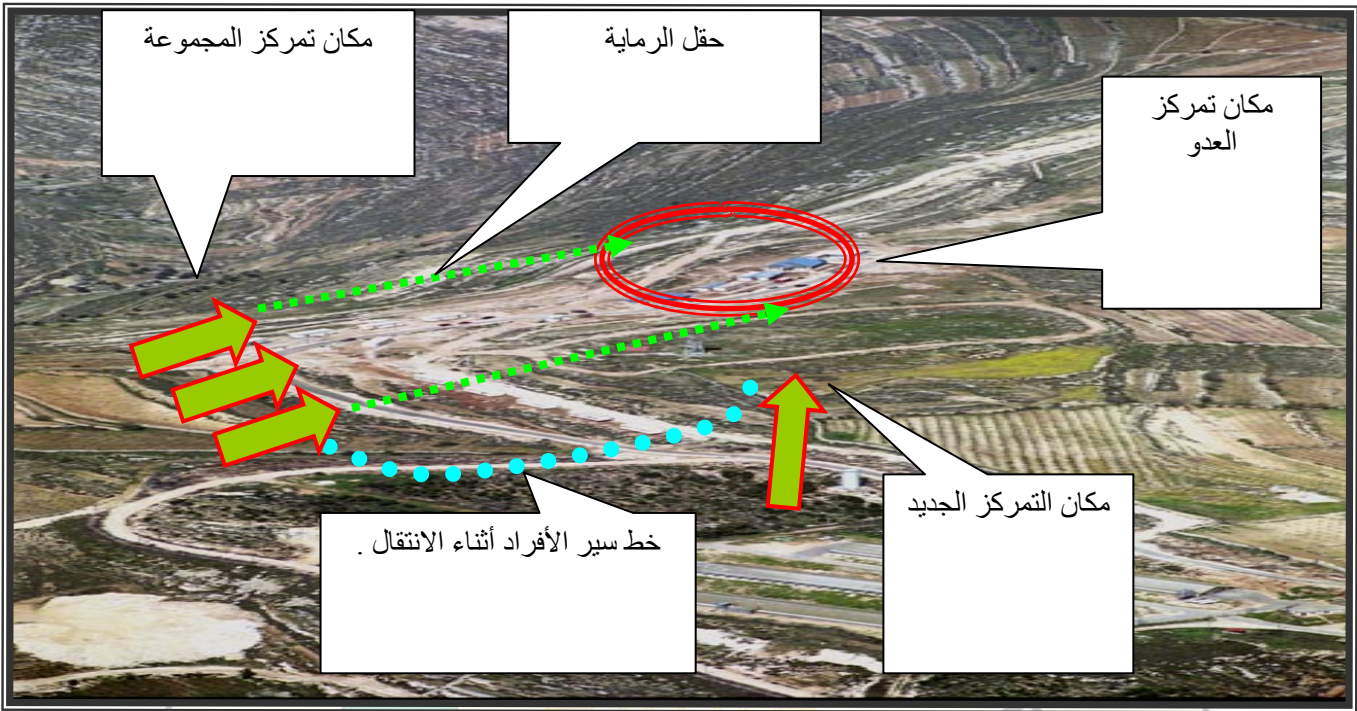 مكان تمركز المجموعة
حقل الرماية
مكان تمركز
العدو
مكان التمركز الجديد
خط سير الأفراد أثناء الانتقال .